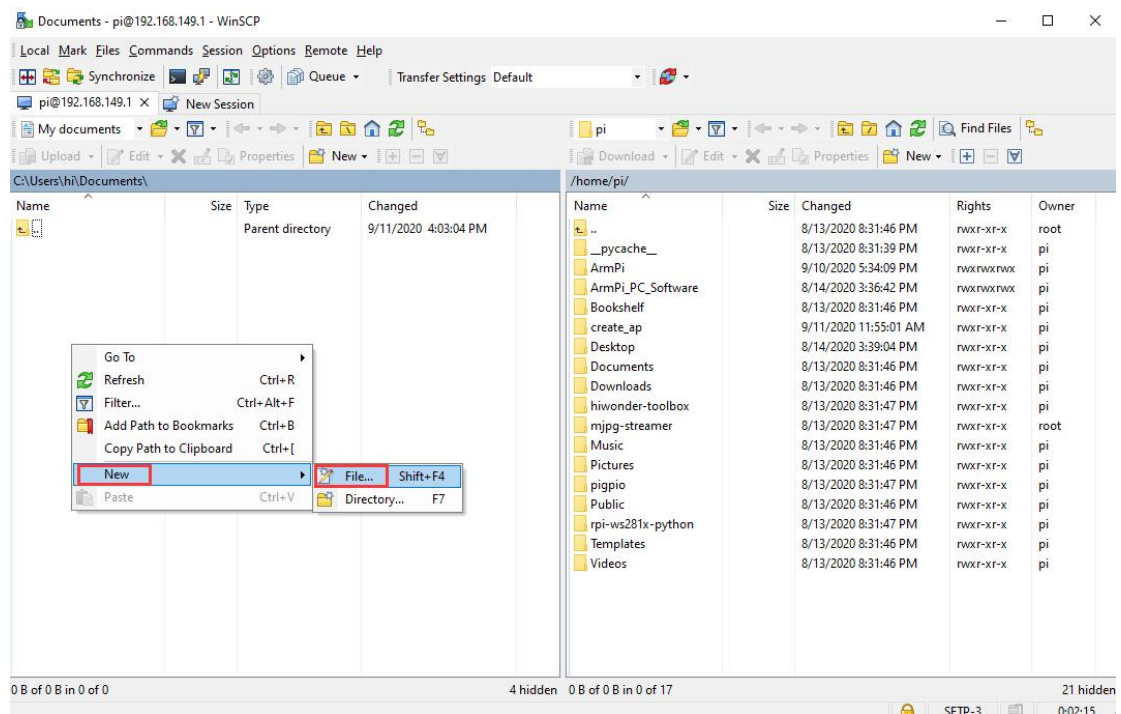 Documents - pi@192.168.149.1 - WinSCP
Local Mark Files Commands Session Options Remote Help
Synchronize Queue Transfer Settings Default
pi@192.168.149.1 New Session
My documents
pi Find Files
Upload Edit Properties New
Download Edit Properties New
C:\Users\hi\Documents\
Name Size Type Changed
.. Parent directory 9/11/2020 4:03:04 PM
Go To
Refresh Ctrl+R
Filter... Ctrl+Alt+F
Add Path to Bookmarks Ctrl+B
Copy Path to Clipboard Ctrl+[
New
Paste Ctrl+V
File... Shift+F4
Directory... F7
/home/pi/
Name Size Changed Rights Owner
.. 8/13/2020 8:31:46 PM rwxr-xr-x root
__pycache__ 8/13/2020 8:31:39 PM rwxr-xr-x pi
ArmPi 9/10/2020 5:34:09 PM rwxrwxrwx pi
ArmPi_PC_Software 8/14/2020 3:36:42 PM rwxrwxrwx pi
Bookshelf 8/13/2020 8:31:46 PM rwxr-xr-x pi
create_ap 9/11/2020 11:55:01 AM rwxr-xr-x pi
Desktop 8/14/2020 3:39:04 PM rwxr-xr-x pi
Documents 8/13/2020 8:31:46 PM rwxr-xr-x pi
Downloads 8/13/2020 8:31:46 PM rwxr-xr-x pi
hiwonder-toolbox 8/13/2020 8:31:47 PM rwxr-xr-x pi
mjpg-streamer 8/13/2020 8:31:47 PM rwxr-xr-x root
Music 8/13/2020 8:31:46 PM rwxr-xr-x pi
Pictures 8/13/2020 8:31:46 PM rwxr-xr-x pi
pigpio 8/13/2020 8:31:47 PM rwxr-xr-x pi
Public 8/13/2020 8:31:46 PM rwxr-xr-x pi
rpi-ws281x-python 8/13/2020 8:31:47 PM rwxr-xr-x pi
Templates 8/13/2020 8:31:46 PM rwxr-xr-x pi
Videos 8/13/2020 8:31:46 PM rwxr-xr-x pi
0 B of 0 B in 0 of 0 4 hidden
0 B of 0 B in 0 of 17 21 hidden
SFTP-3 0:02:15